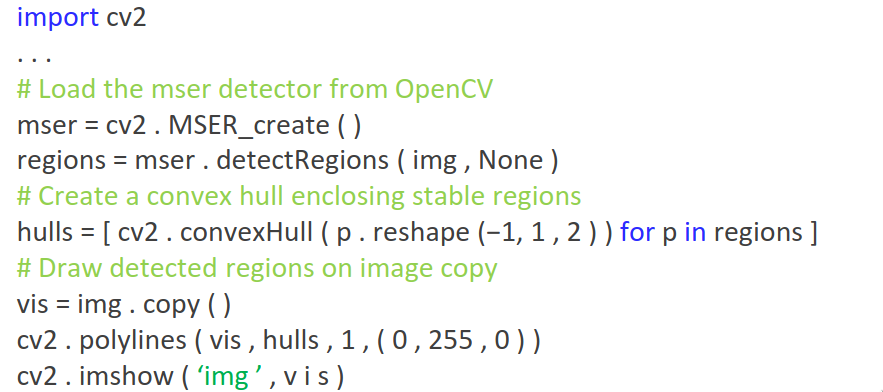 import cv2
. . .
# Load the mser detector from OpenCV
mser = cv2 . MSER_create ( )
regions = mser . detectRegions ( img , None )
# Create a convex hull enclosing stable regions
hulls = [ cv2 . convexHull ( p . reshape (−1, 1 , 2 ) ) for p in regions ]
# Draw detected regions on image copy
vis = img . copy ( )
cv2 . polylines ( vis , hulls , 1 , ( 0 , 255 , 0 ) )
cv2 . imshow ( ‘img ’ , v i s )